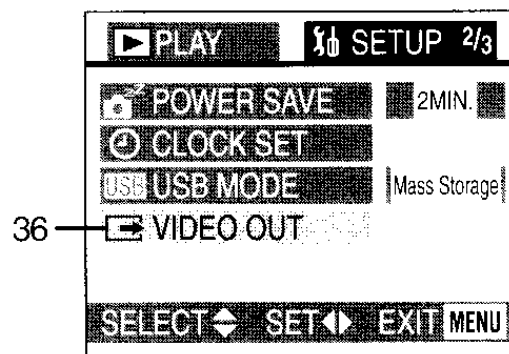 PLAY SETUP 2/3
POWER SAVE 2MIN.
CLOCK SET
USB USB MODE Mass Storage
36 VIDEO OUT
SELECT SET EXIT MENU